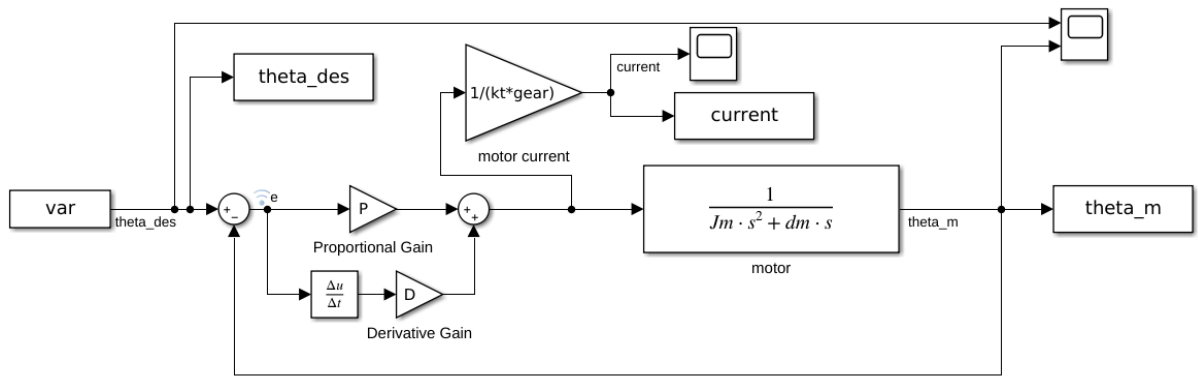 theta_des
1/(kt*gear)
current
current
motor current
var
theta_des
+
−
e
P
Proportional Gain
+
+
1
Jm · s² + dm · s
motor
theta_m
theta_m
Δu
Δt
D
Derivative Gain